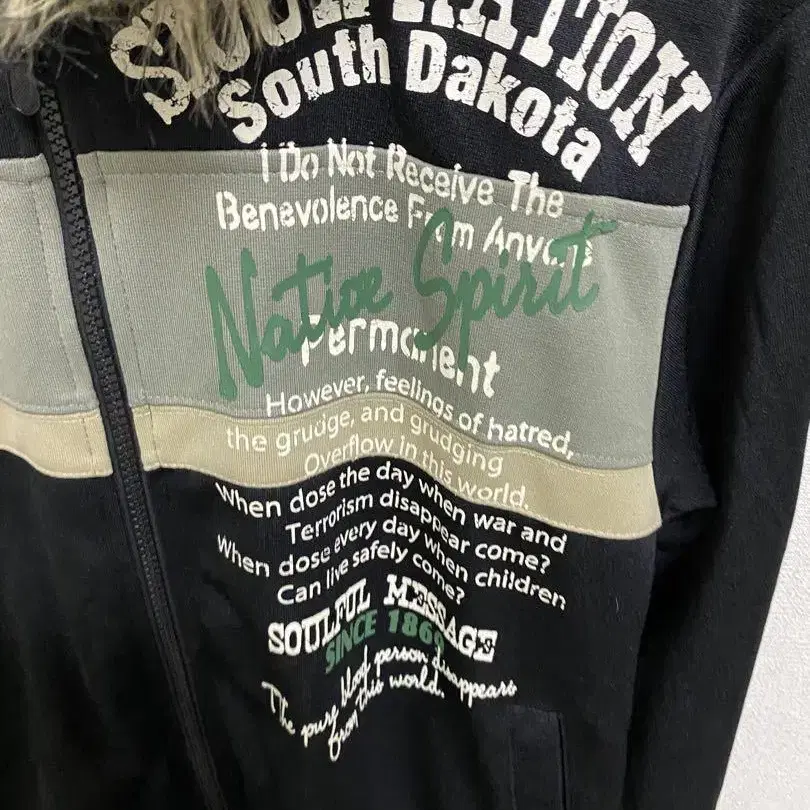 NATION
South Dakota
I Do Not Receive The
Benevolence From Anyone
Native Spirit
Permanent
However, feelings of hatred,
the grudge, and grudging
Overflow in this world.
When dose the day when war and
Terrorism disappear come?
When dose every day when children
Can live safely come?
SOULFUL MESSAGE
SINCE 1869
The pure blood person disappears
from this world.